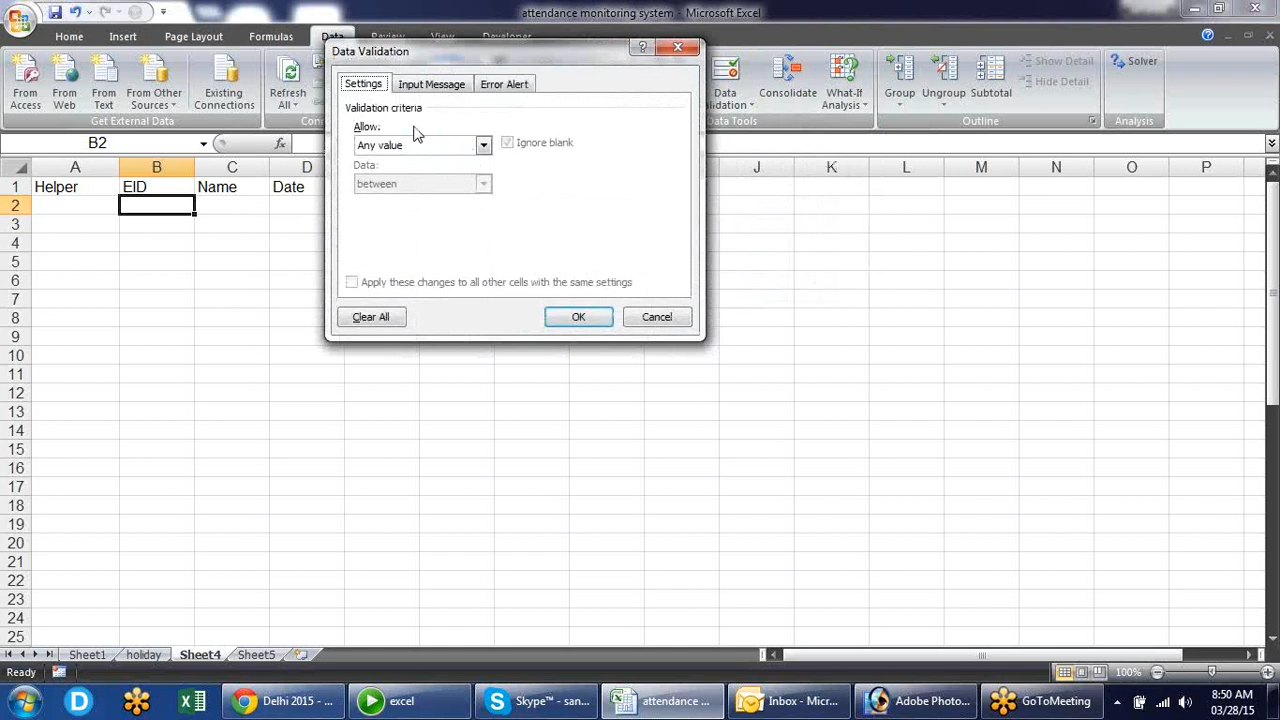 attendance monitoring system - Microsoft Excel
Home Insert Page Layout Formulas Data Review View Developer
From Access
From Web
From Text
From Other Sources
Existing Connections
Refresh All
Get External Data
Data Validation
Consolidate
What-If Analysis
Data Tools
Group
Ungroup
Subtotal
Show Detail
Hide Detail
Outline
Solver
Analysis
Data Validation
Settings Input Message Error Alert
Validation criteria
Allow:
Any value
Ignore blank
Data:
between
Apply these changes to all other cells with the same settings
Clear All OK Cancel
B2
fx
A B C D J K L M N O P
1 Helper EID Name Date
2
3
4
5
6
7
8
9
10
11
12
13
14
15
16
17
18
19
20
21
22
23
24
25
Sheet1 holiday Sheet4 Sheet5
Ready
100%
Delhi 2015 - ...
excel
Skype™ - san...
attendance ...
Inbox - Micr...
Adobe Photo...
GoToMeeting
8:50 AM
03/28/15